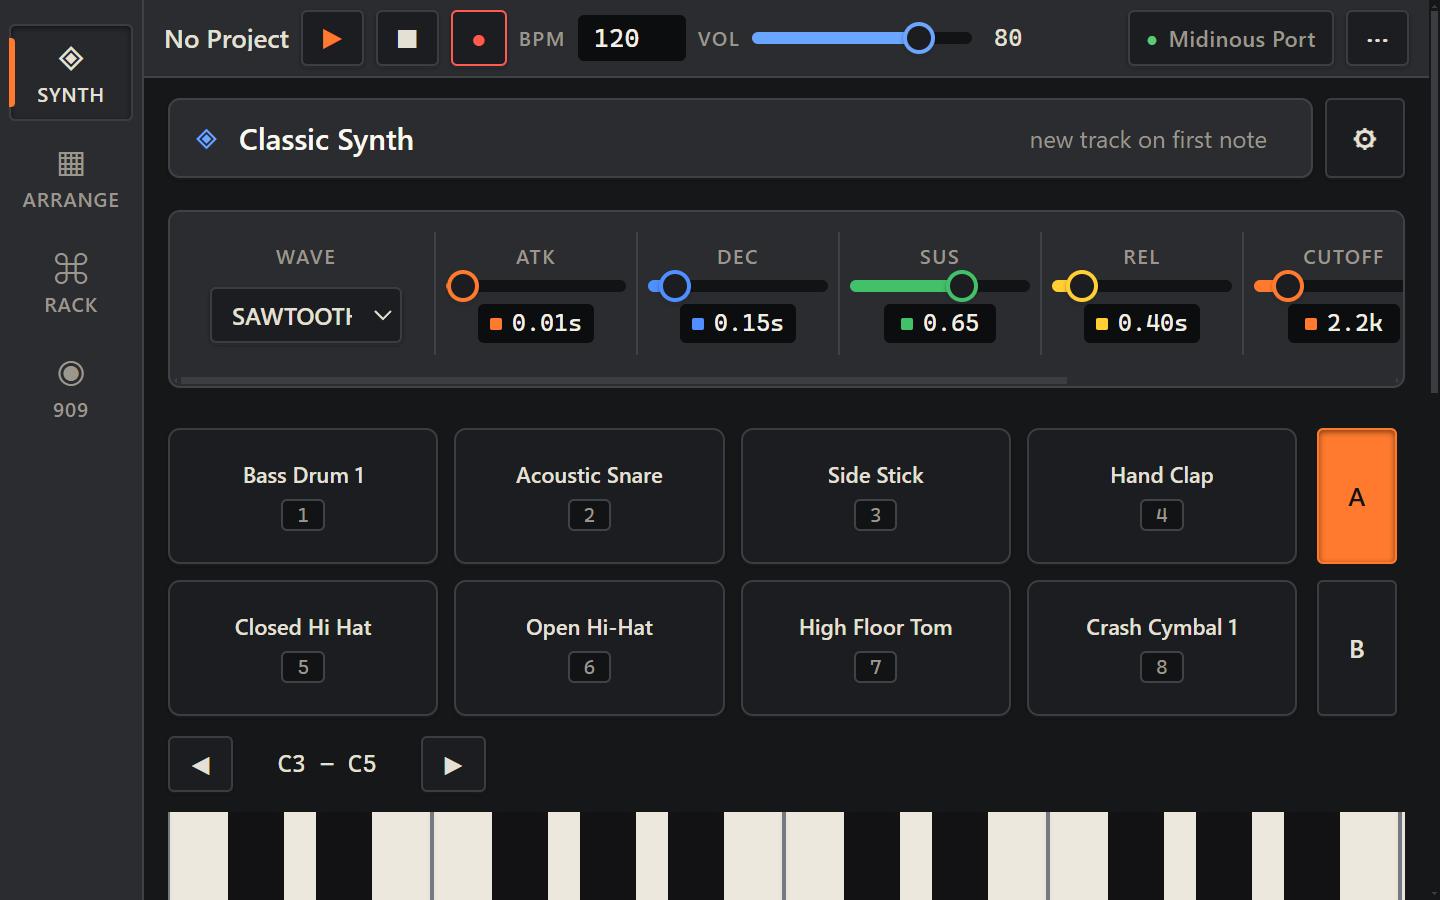 SYNTH
ARRANGE
RACK
909
No Project
BPM 120 VOL 80
Midinous Port
...
Classic Synth
new track on first note
WAVE ATK DEC SUS REL CUTOFF
SAWTOOTH 0.01s 0.15s 0.65 0.40s 2.2k
Bass Drum 1 Acoustic Snare Side Stick Hand Clap
1 2 3 4
A
Closed Hi Hat Open Hi-Hat High Floor Tom Crash Cymbal 1
5 6 7 8
B
C3 – C5